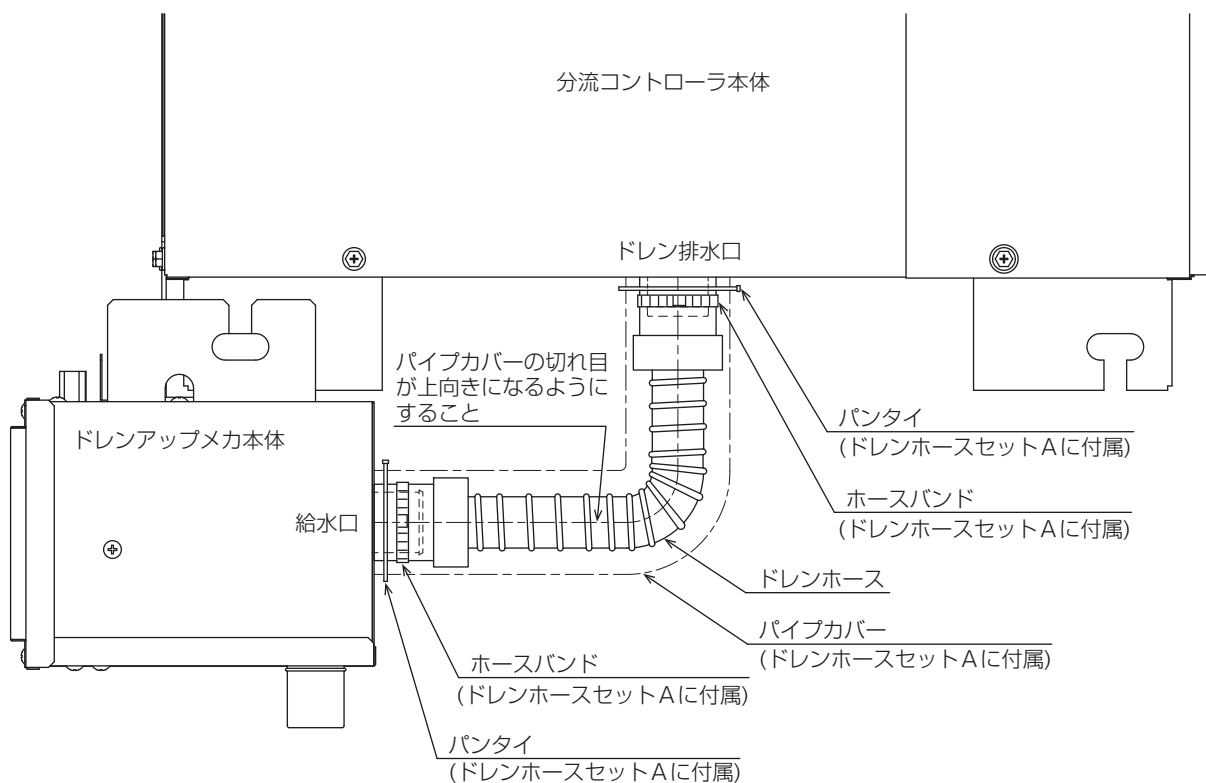 分流コントローラ本体
ドレン排水口
パイプカバーの切れ目
が上向きになるように
すること
ドレンアップメカ本体
パンタイ
(ドレンホースセットAに付属)
ホースバンド
(ドレンホースセットAに付属)
給水口
ドレンホース
パイプカバー
(ドレンホースセットAに付属)
ホースバンド
(ドレンホースセットAに付属)
パンタイ
(ドレンホースセットAに付属)